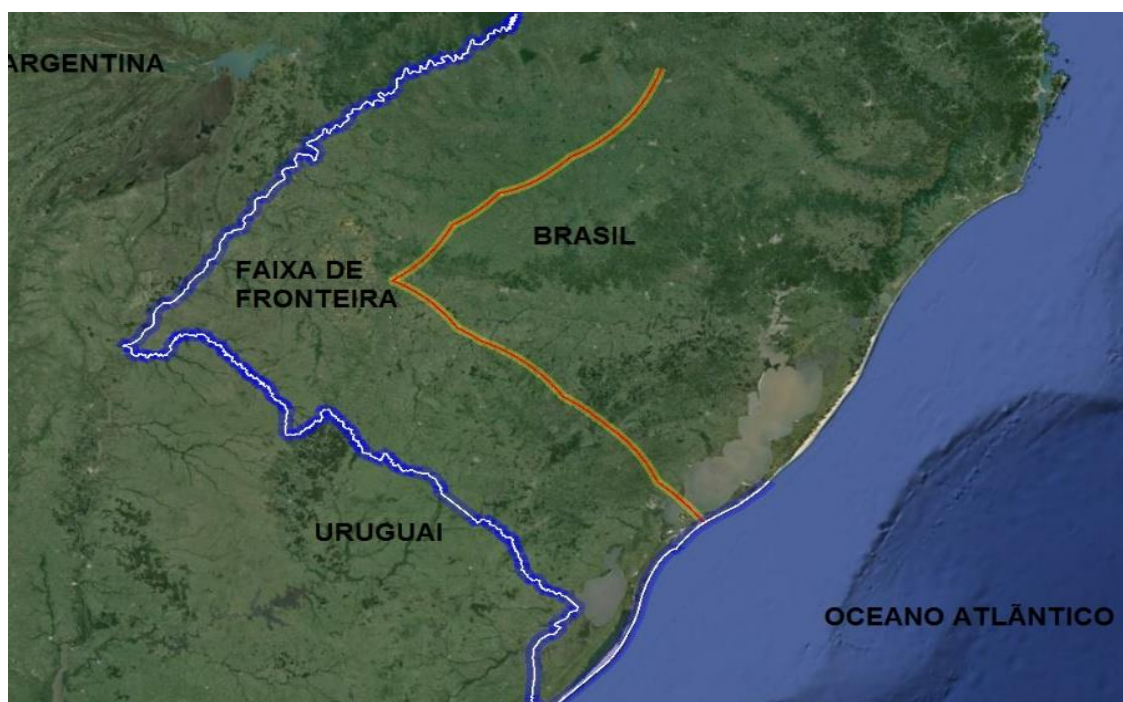 ARGENTINA
BRASIL
FAIXA DE
FRONTEIRA
URUGUAI
OCEANO ATLÂNTICO